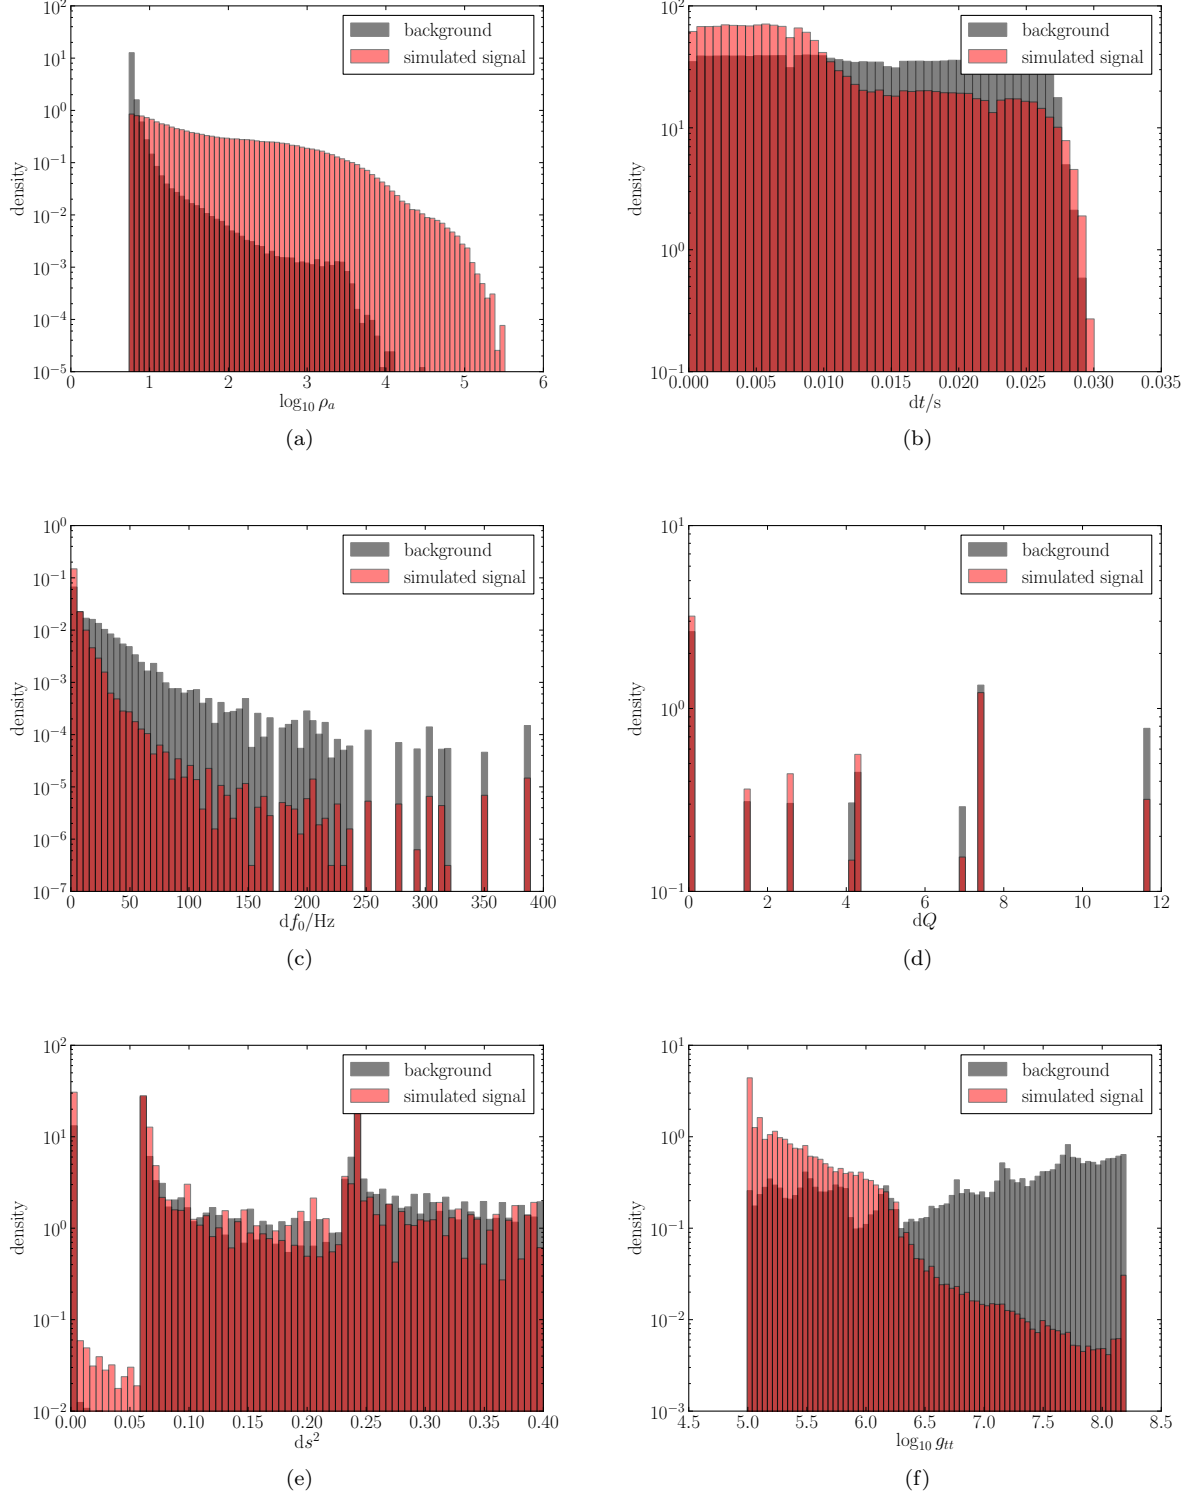 10^2
10^1
10^0
10^-1
10^-2
10^-3
10^-4
10^-5
density
background
simulated signal
0 1 2 3 4 5 6
log_10 ρ_a
(a)
10^2
10^1
10^0
10^-1
density
background
simulated signal
0.000 0.005 0.010 0.015 0.020 0.025 0.030 0.035
dt/s
(b)
10^0
10^-1
10^-2
10^-3
10^-4
10^-5
10^-6
10^-7
density
background
simulated signal
0 50 100 150 200 250 300 350 400
df_0/Hz
(c)
10^1
10^0
10^-1
density
background
simulated signal
0 2 4 6 8 10 12
dQ
(d)
10^2
10^1
10^0
10^-1
10^-2
density
background
simulated signal
0.00 0.05 0.10 0.15 0.20 0.25 0.30 0.35 0.40
ds^2
(e)
10^1
10^0
10^-1
10^-2
10^-3
density
background
simulated signal
4.5 5.0 5.5 6.0 6.5 7.0 7.5 8.0 8.5
log_10 g_tt
(f)